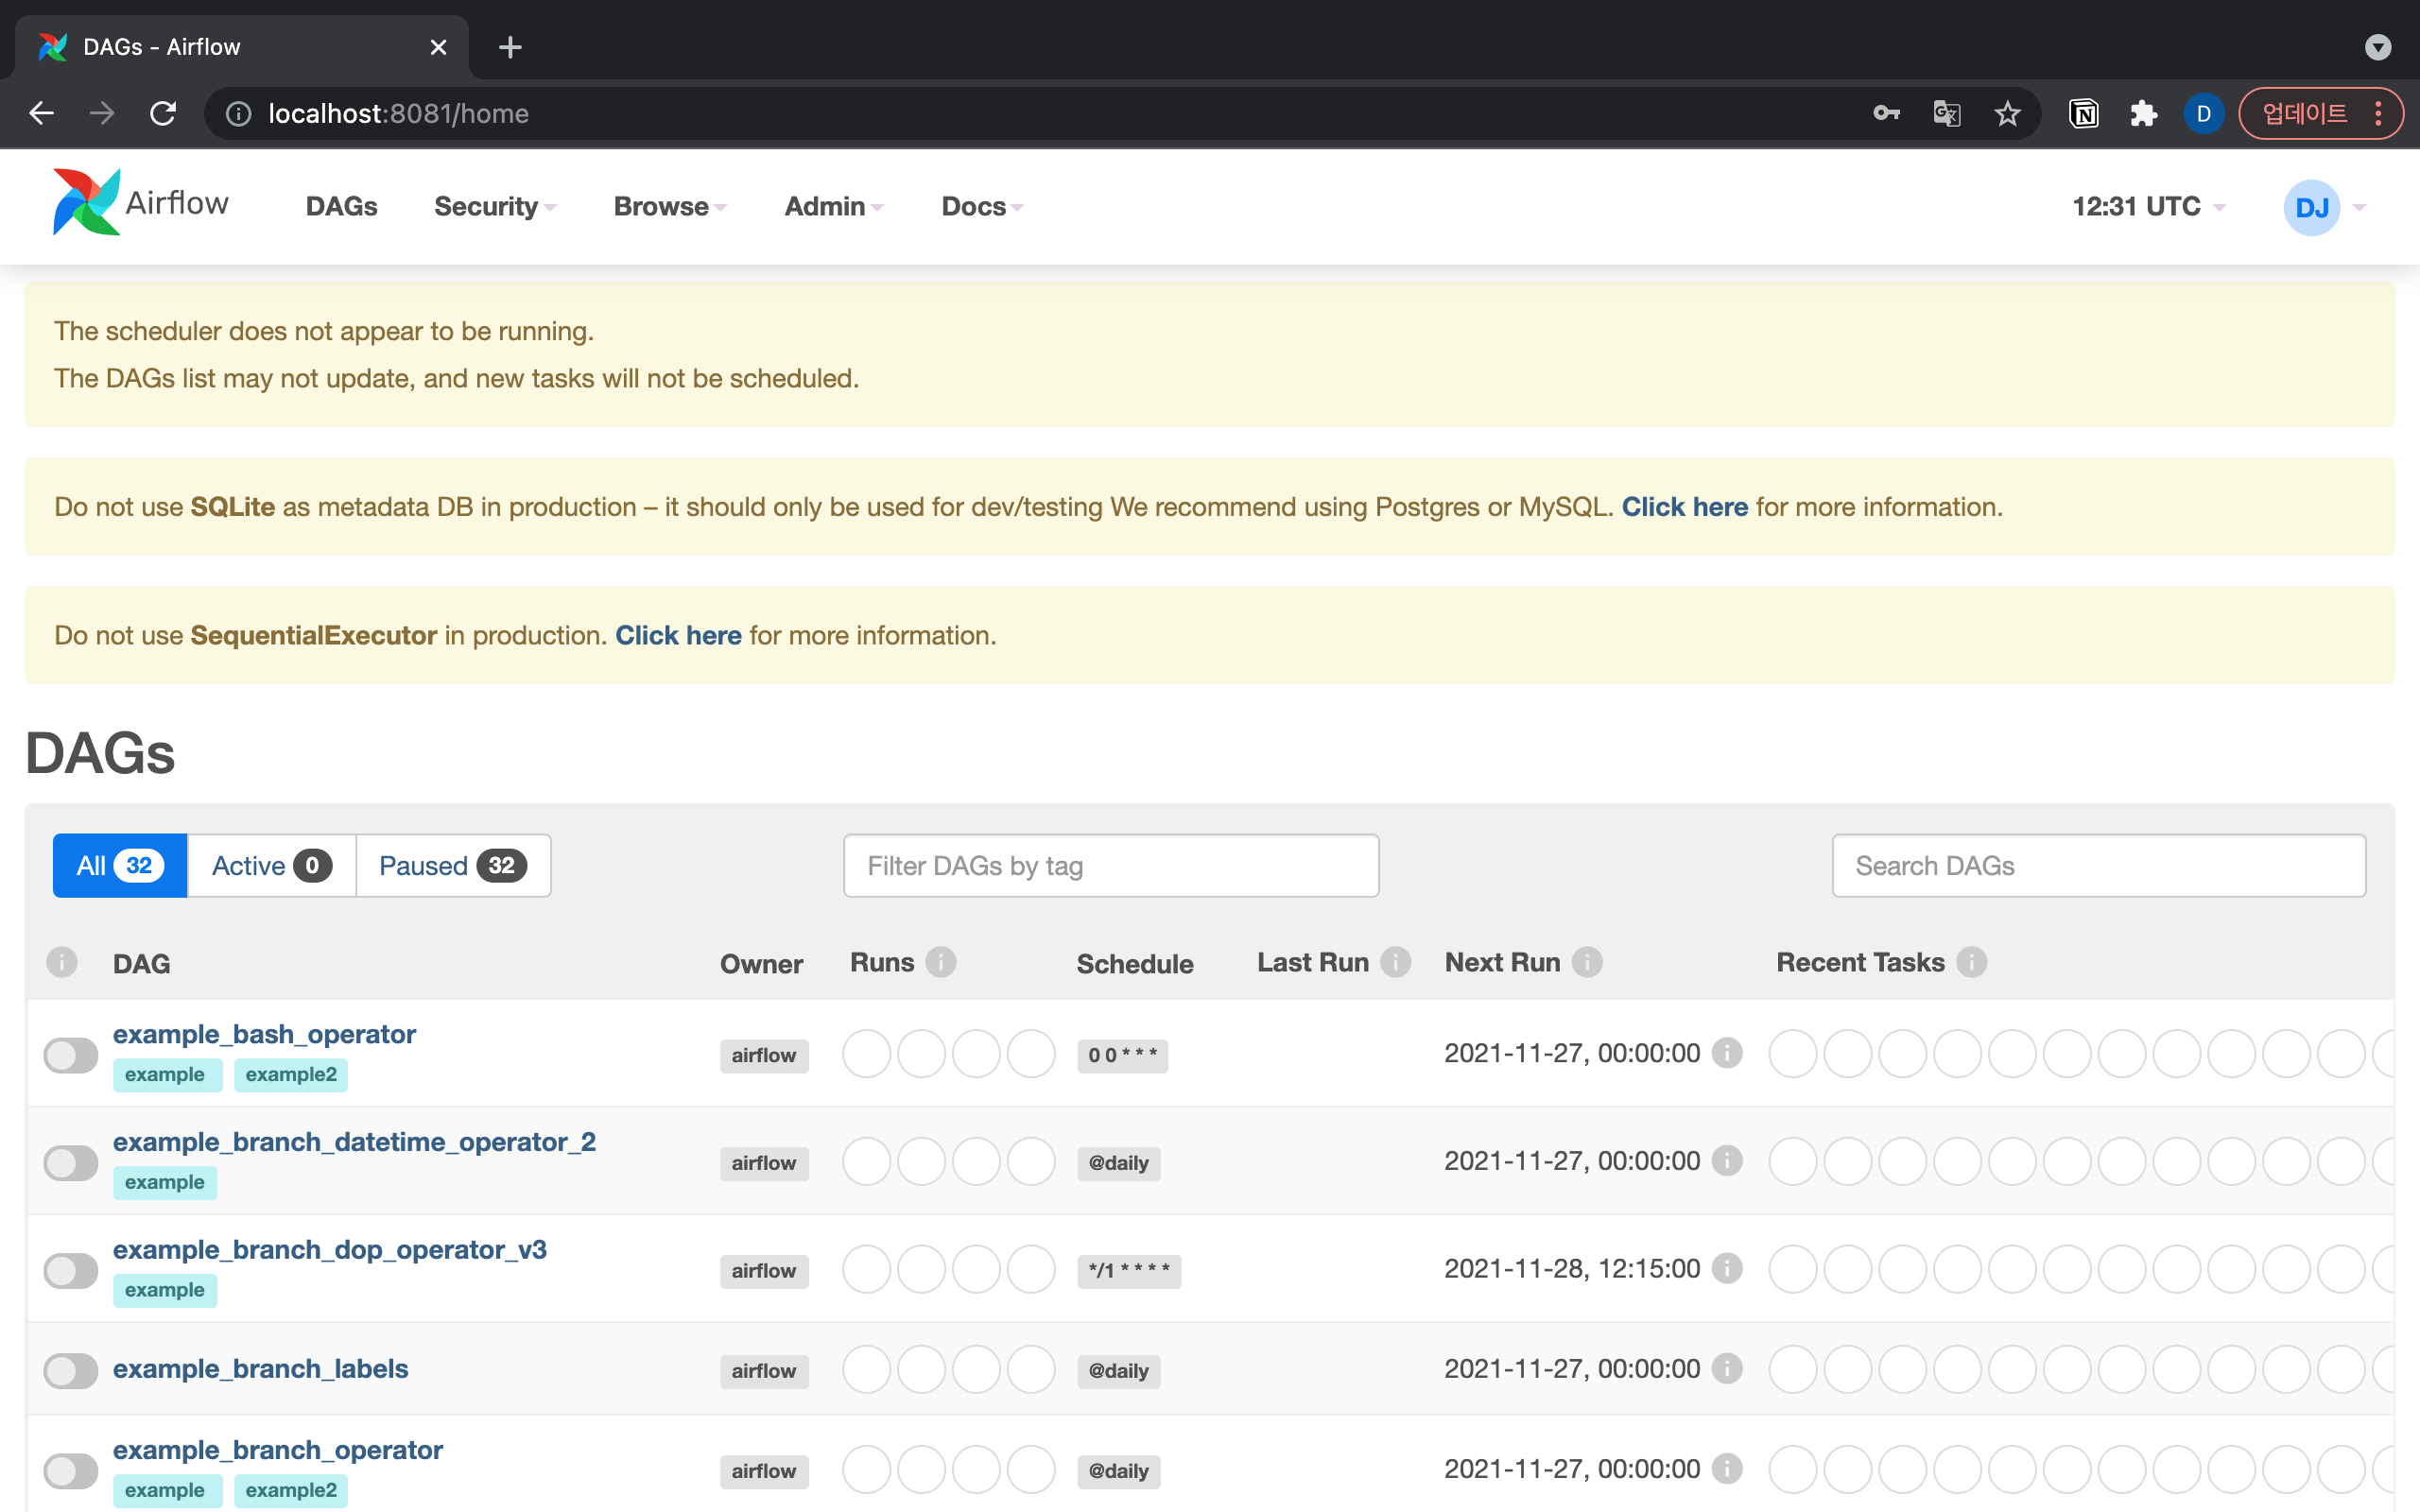 DAGs - Airflow
localhost:8081/home
D
업데이트
Airflow
DAGs
Security
Browse
Admin
Docs
12:31 UTC
DJ
The scheduler does not appear to be running.
The DAGs list may not update, and new tasks will not be scheduled.
Do not use SQLite as metadata DB in production – it should only be used for dev/testing We recommend using Postgres or MySQL. Click here for more information.
Do not use SequentialExecutor in production. Click here for more information.
DAGs
All 32 Active 0 Paused 32
Filter DAGs by tag
Search DAGs
DAG Owner Runs Schedule Last Run Next Run Recent Tasks
example_bash_operator
example example2
airflow
0 0 * * *
2021-11-27, 00:00:00
example_branch_datetime_operator_2
example
airflow
@daily
2021-11-27, 00:00:00
example_branch_dop_operator_v3
example
airflow
*/1 * * * *
2021-11-28, 12:15:00
example_branch_labels
airflow
@daily
2021-11-27, 00:00:00
example_branch_operator
example example2
airflow
@daily
2021-11-27, 00:00:00